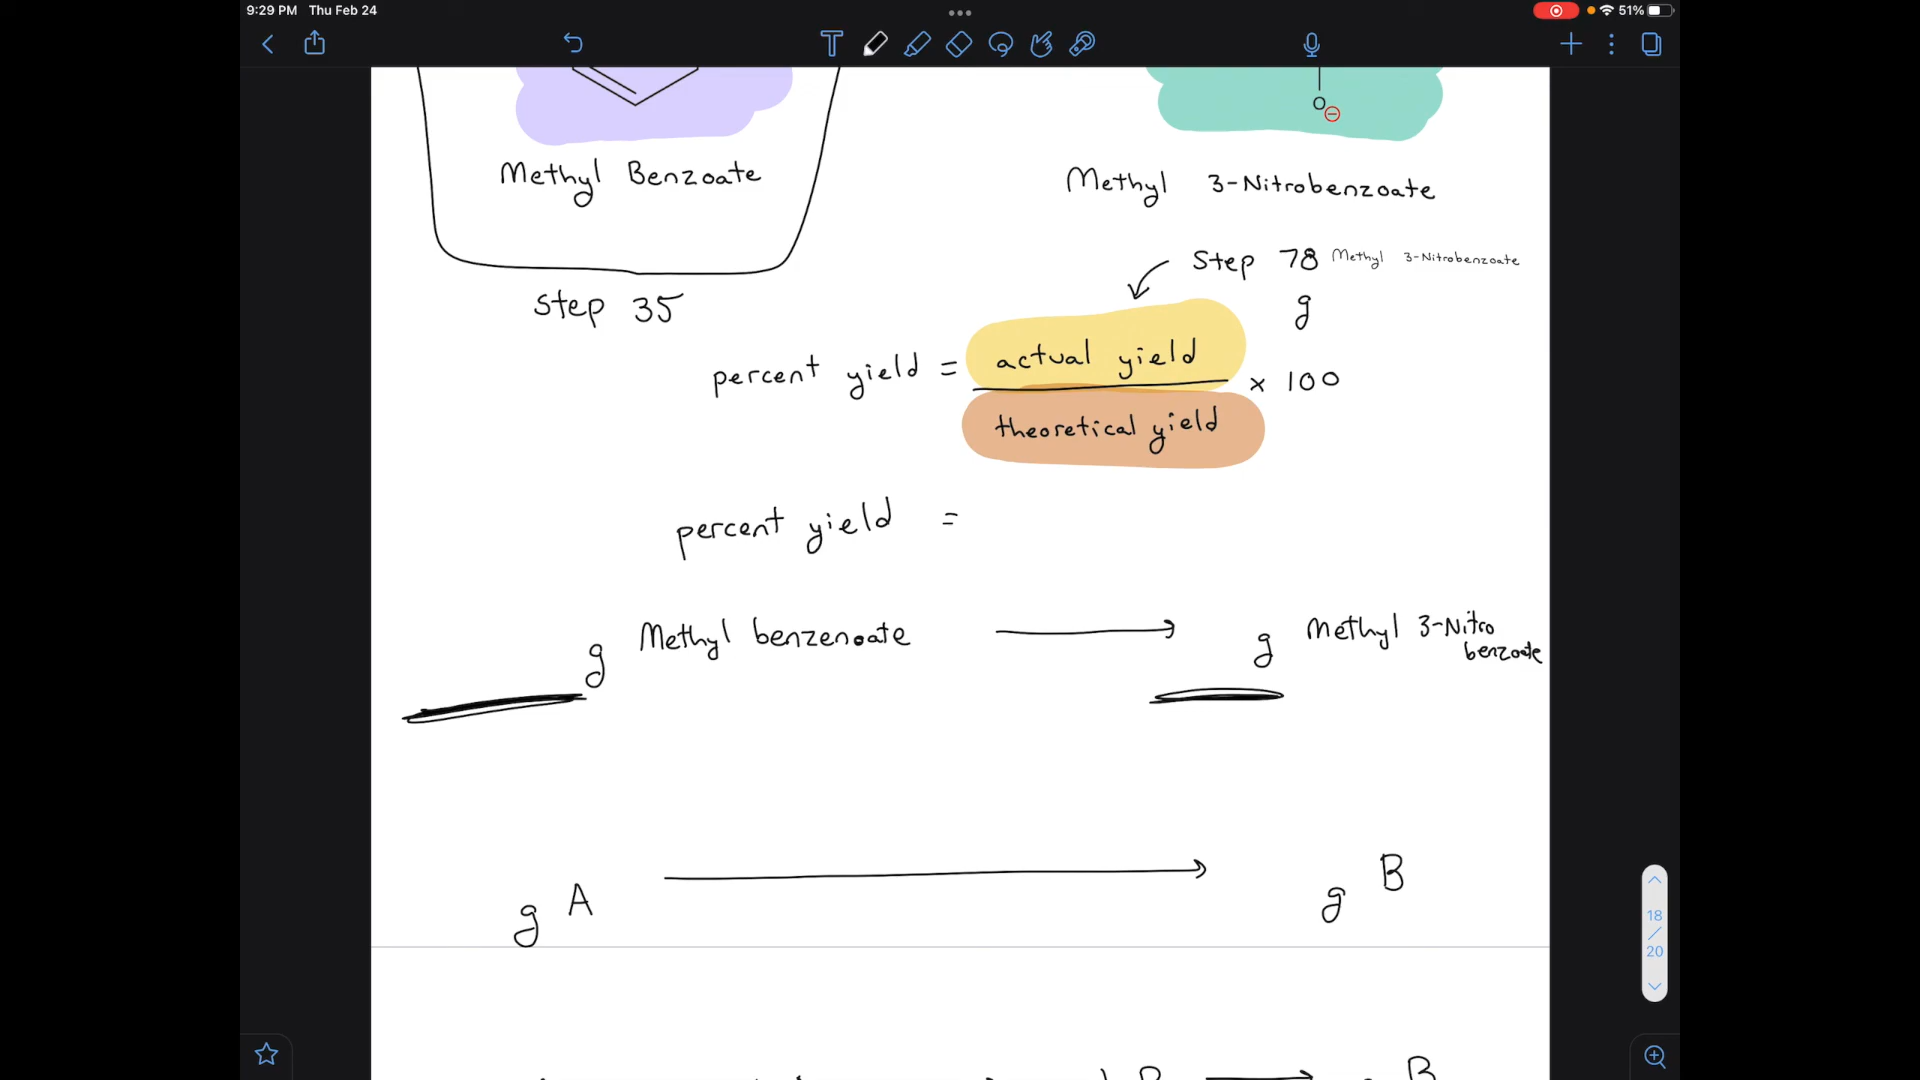 9:29 PM Thu Feb 24
51%
T
O
Methyl Benzoate
Methyl 3-Nitrobenzoate
Step 78 Methyl 3-Nitrobenzoate
g
Step 35
percent yield = actual yield
theoretical yield
× 100
percent yield =
g Methyl benzenoate → g Methyl 3-Nitro
benzoate
g A → g B
18
/
20
B → B